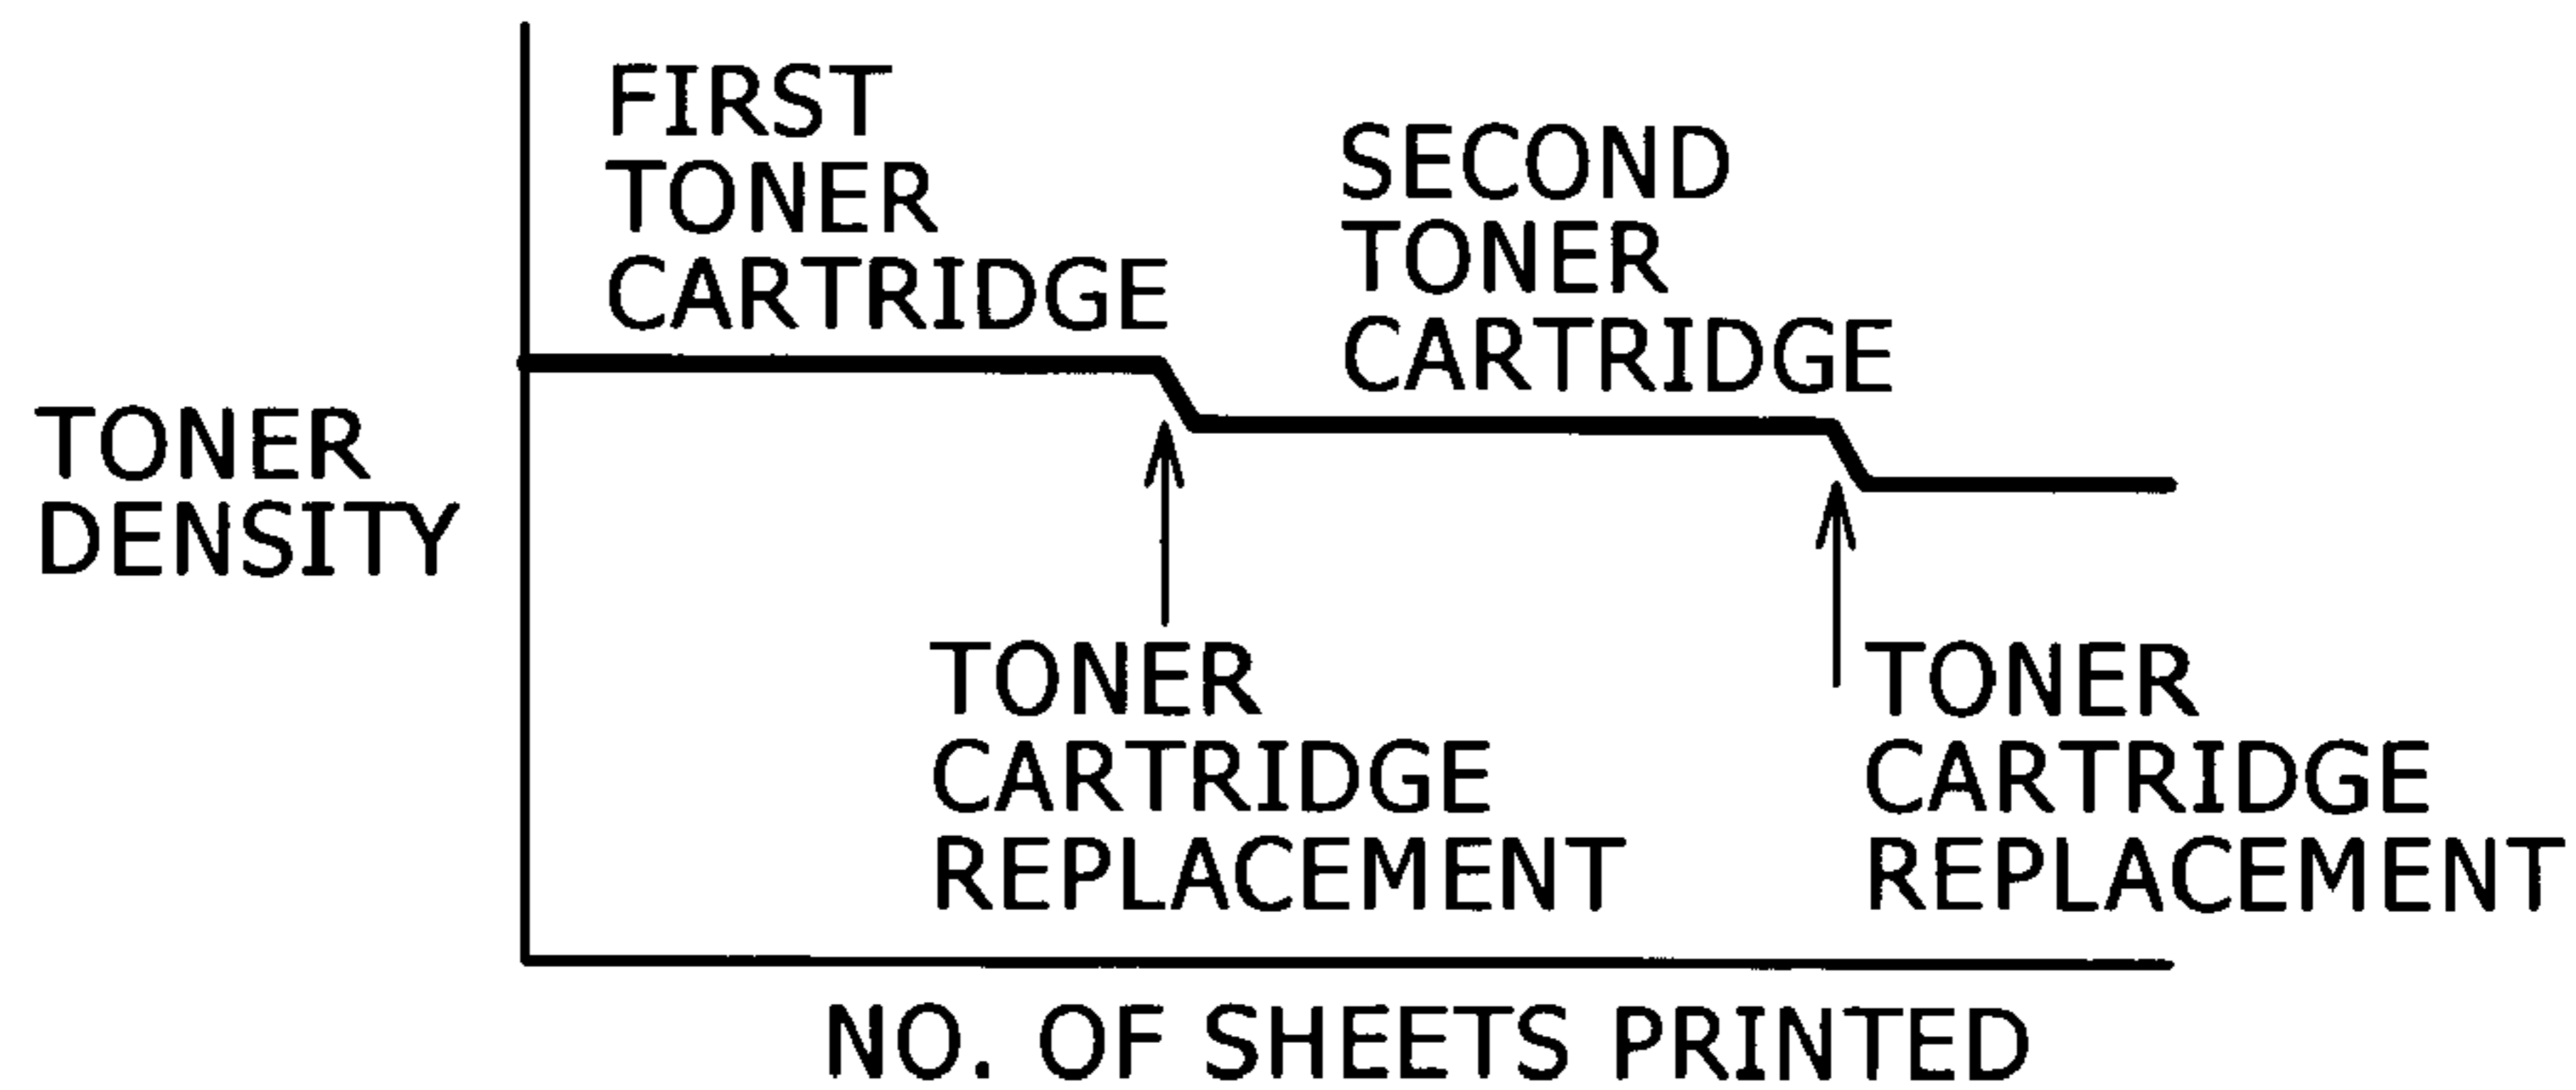 FIRST
TONER
CARTRIDGE
SECOND
TONER
CARTRIDGE
TONER
DENSITY
TONER
CARTRIDGE
REPLACEMENT
TONER
CARTRIDGE
REPLACEMENT
NO. OF SHEETS PRINTED